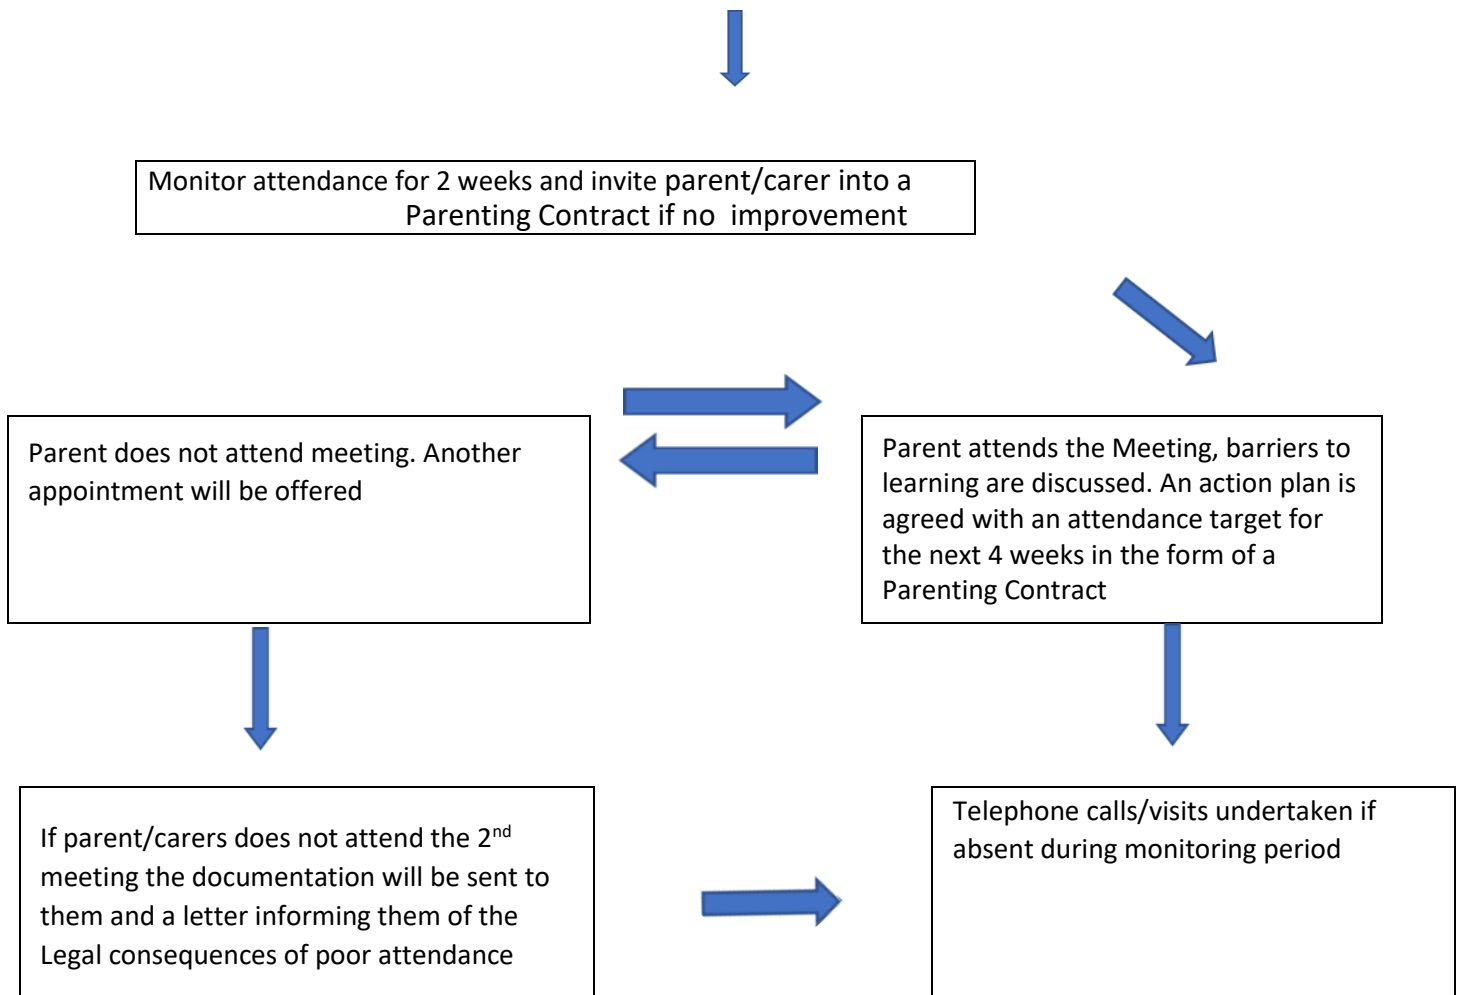 Monitor attendance for 2 weeks and invite parent/carer into a
Parenting Contract if no  improvement
Parent does not attend meeting. Another
appointment will be offered
Parent attends the Meeting, barriers to
learning are discussed. An action plan is
agreed with an attendance target for
the next 4 weeks in the form of a
Parenting Contract
If parent/carers does not attend the 2nd
meeting the documentation will be sent to
them and a letter informing them of the
Legal consequences of poor attendance
Telephone calls/visits undertaken if
absent during monitoring period